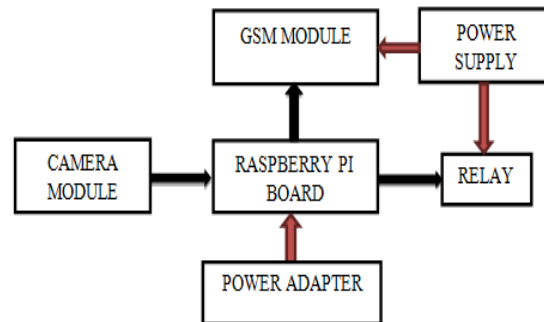 GSM MODULE
POWER
SUPPLY
CAMERA
MODULE
RASPBERRY PI
BOARD
RELAY
POWER ADAPTER